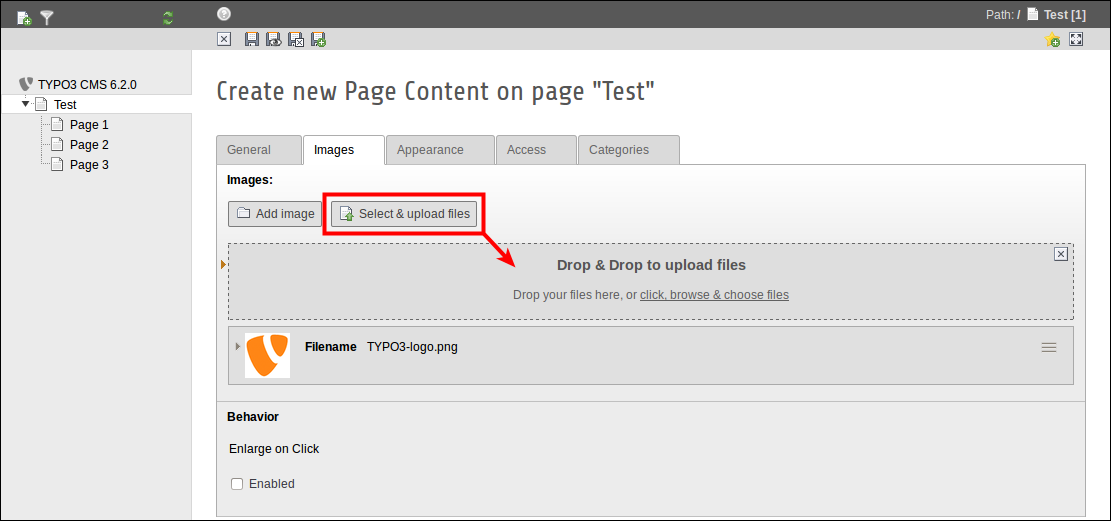 Path: / Test [1]
TYPO3 CMS 6.2.0
Test
Page 1
Page 2
Page 3
Create new Page Content on page "Test"
General Images Appearance Access Categories
Images:
Add image Select & upload files
Drop & Drop to upload files
Drop your files here, or click, browse & choose files
Filename TYPO3-logo.png
Behavior
Enlarge on Click
Enabled